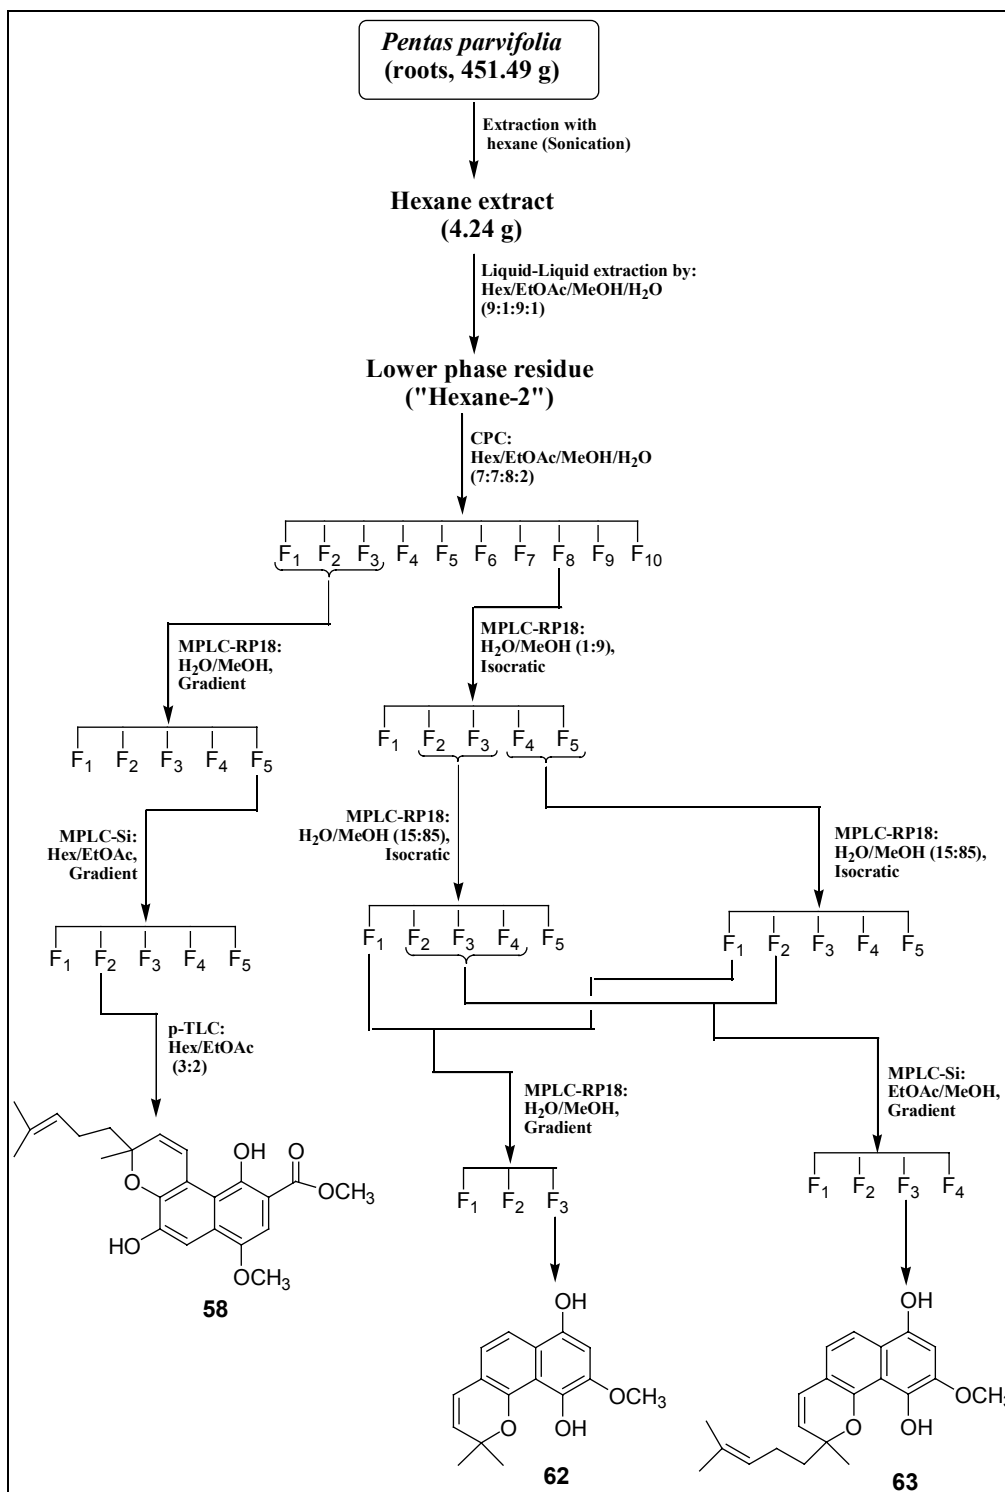 Pentas parvifolia
(roots, 451.49 g)
Extraction with
hexane (Sonication)
Hexane extract
(4.24 g)
Liquid-Liquid extraction by:
Hex/EtOAc/MeOH/H2O
(9:1:9:1)
Lower phase residue
("Hexane-2")
CPC:
Hex/EtOAc/MeOH/H2O
(7:7:8:2)
F1 F2 F3 F4 F5 F6 F7 F8 F9 F10
MPLC-RP18:
H2O/MeOH,
Gradient
MPLC-RP18:
H2O/MeOH (1:9),
Isocratic
F1 F2 F3 F4 F5
F1 F2 F3 F4 F5
MPLC-Si:
Hex/EtOAc,
Gradient
MPLC-RP18:
H2O/MeOH (15:85),
Isocratic
MPLC-RP18:
H2O/MeOH (15:85),
Isocratic
F1 F2 F3 F4 F5
F1 F2 F3 F4 F5
F1 F2 F3 F4 F5
p-TLC:
Hex/EtOAc
(3:2)
MPLC-RP18:
H2O/MeOH,
Gradient
MPLC-Si:
EtOAc/MeOH,
Gradient
F1 F2 F3
F1 F2 F3 F4
O
OH
O
OCH3
HO
OCH3
58
OH
OCH3
O
OH
62
OH
OCH3
O
OH
63